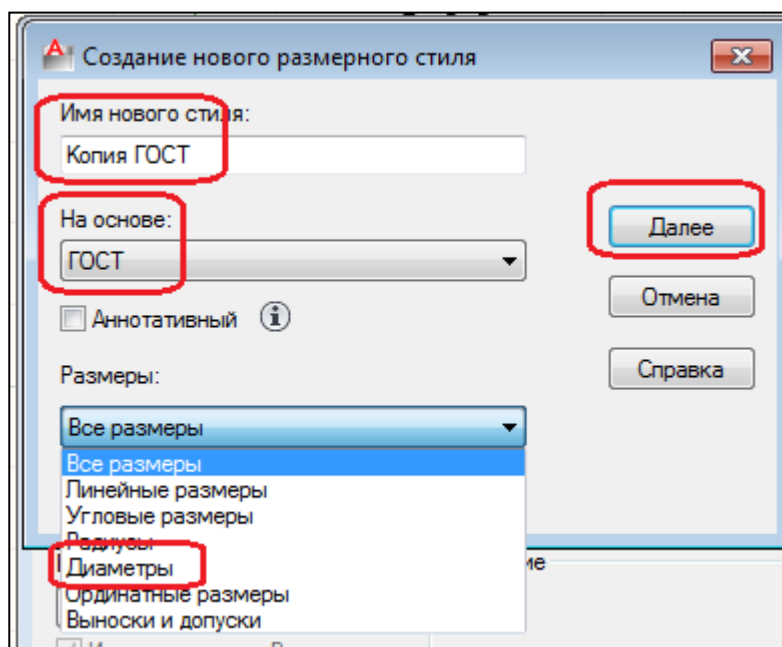 Создание нового размерного стиля
Имя нового стиля:
Копия ГОСТ
На основе:
ГОСТ
Далее
Аннотативный
Отмена
Размеры:
Справка
Все размеры
Все размеры
Линейные размеры
Угловые размеры
Радиусы
Диаметры
Ординатные размеры
Выноски и допуски